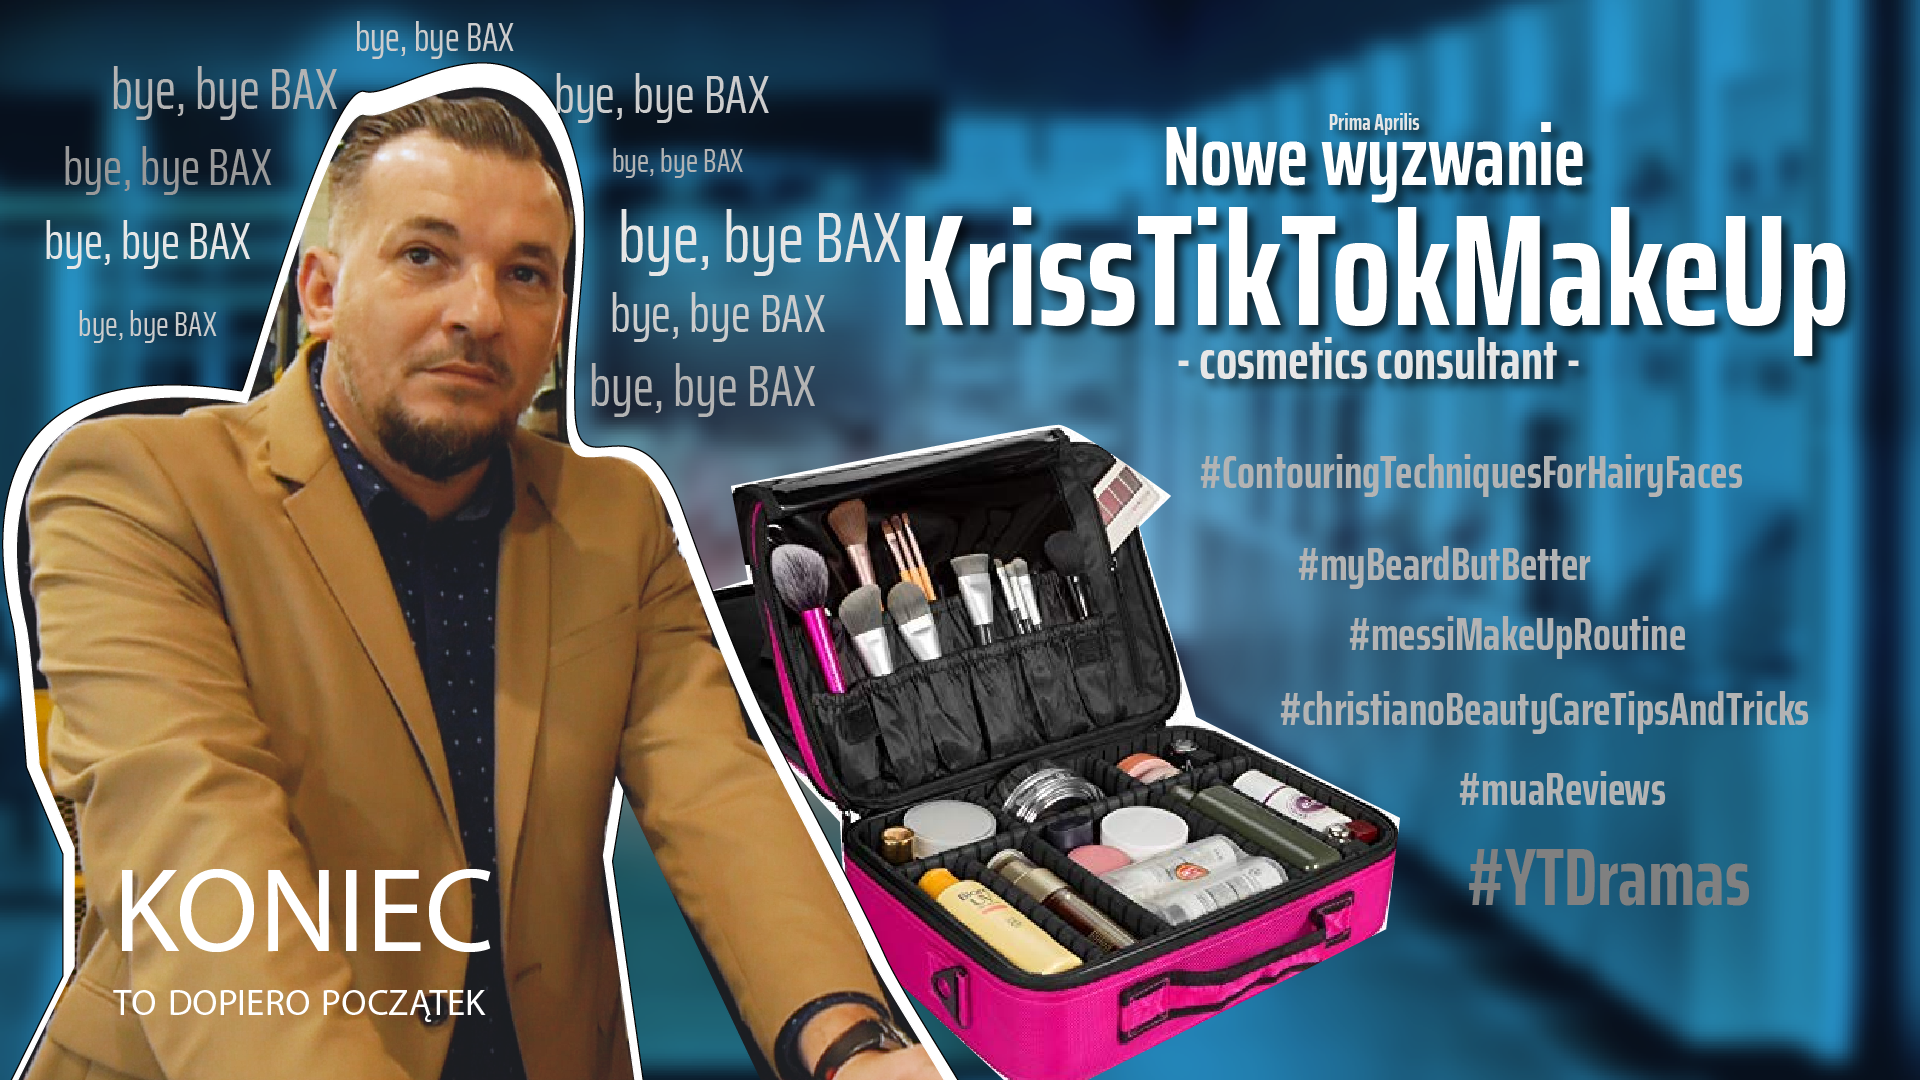 bye, bye BAX
bye, bye BAX
bye, bye BAX
bye, bye BAX
bye, bye BAX
bye, bye BAX
bye, bye BAX
bye, bye BAX
bye, bye BAX
bye, bye BAX
Prima Aprilis
Nowe wyzwanie
KrissTikTokMakeUp
- cosmetics consultant -
#ContouringTechniquesForHairyFaces
#myBeardButBetter
#messiMakeUpRoutine
#christianoBeautyCareTipsAndTricks
#muaReviews
#YTDramas
KONIEC
TO DOPIERO POCZĄTEK